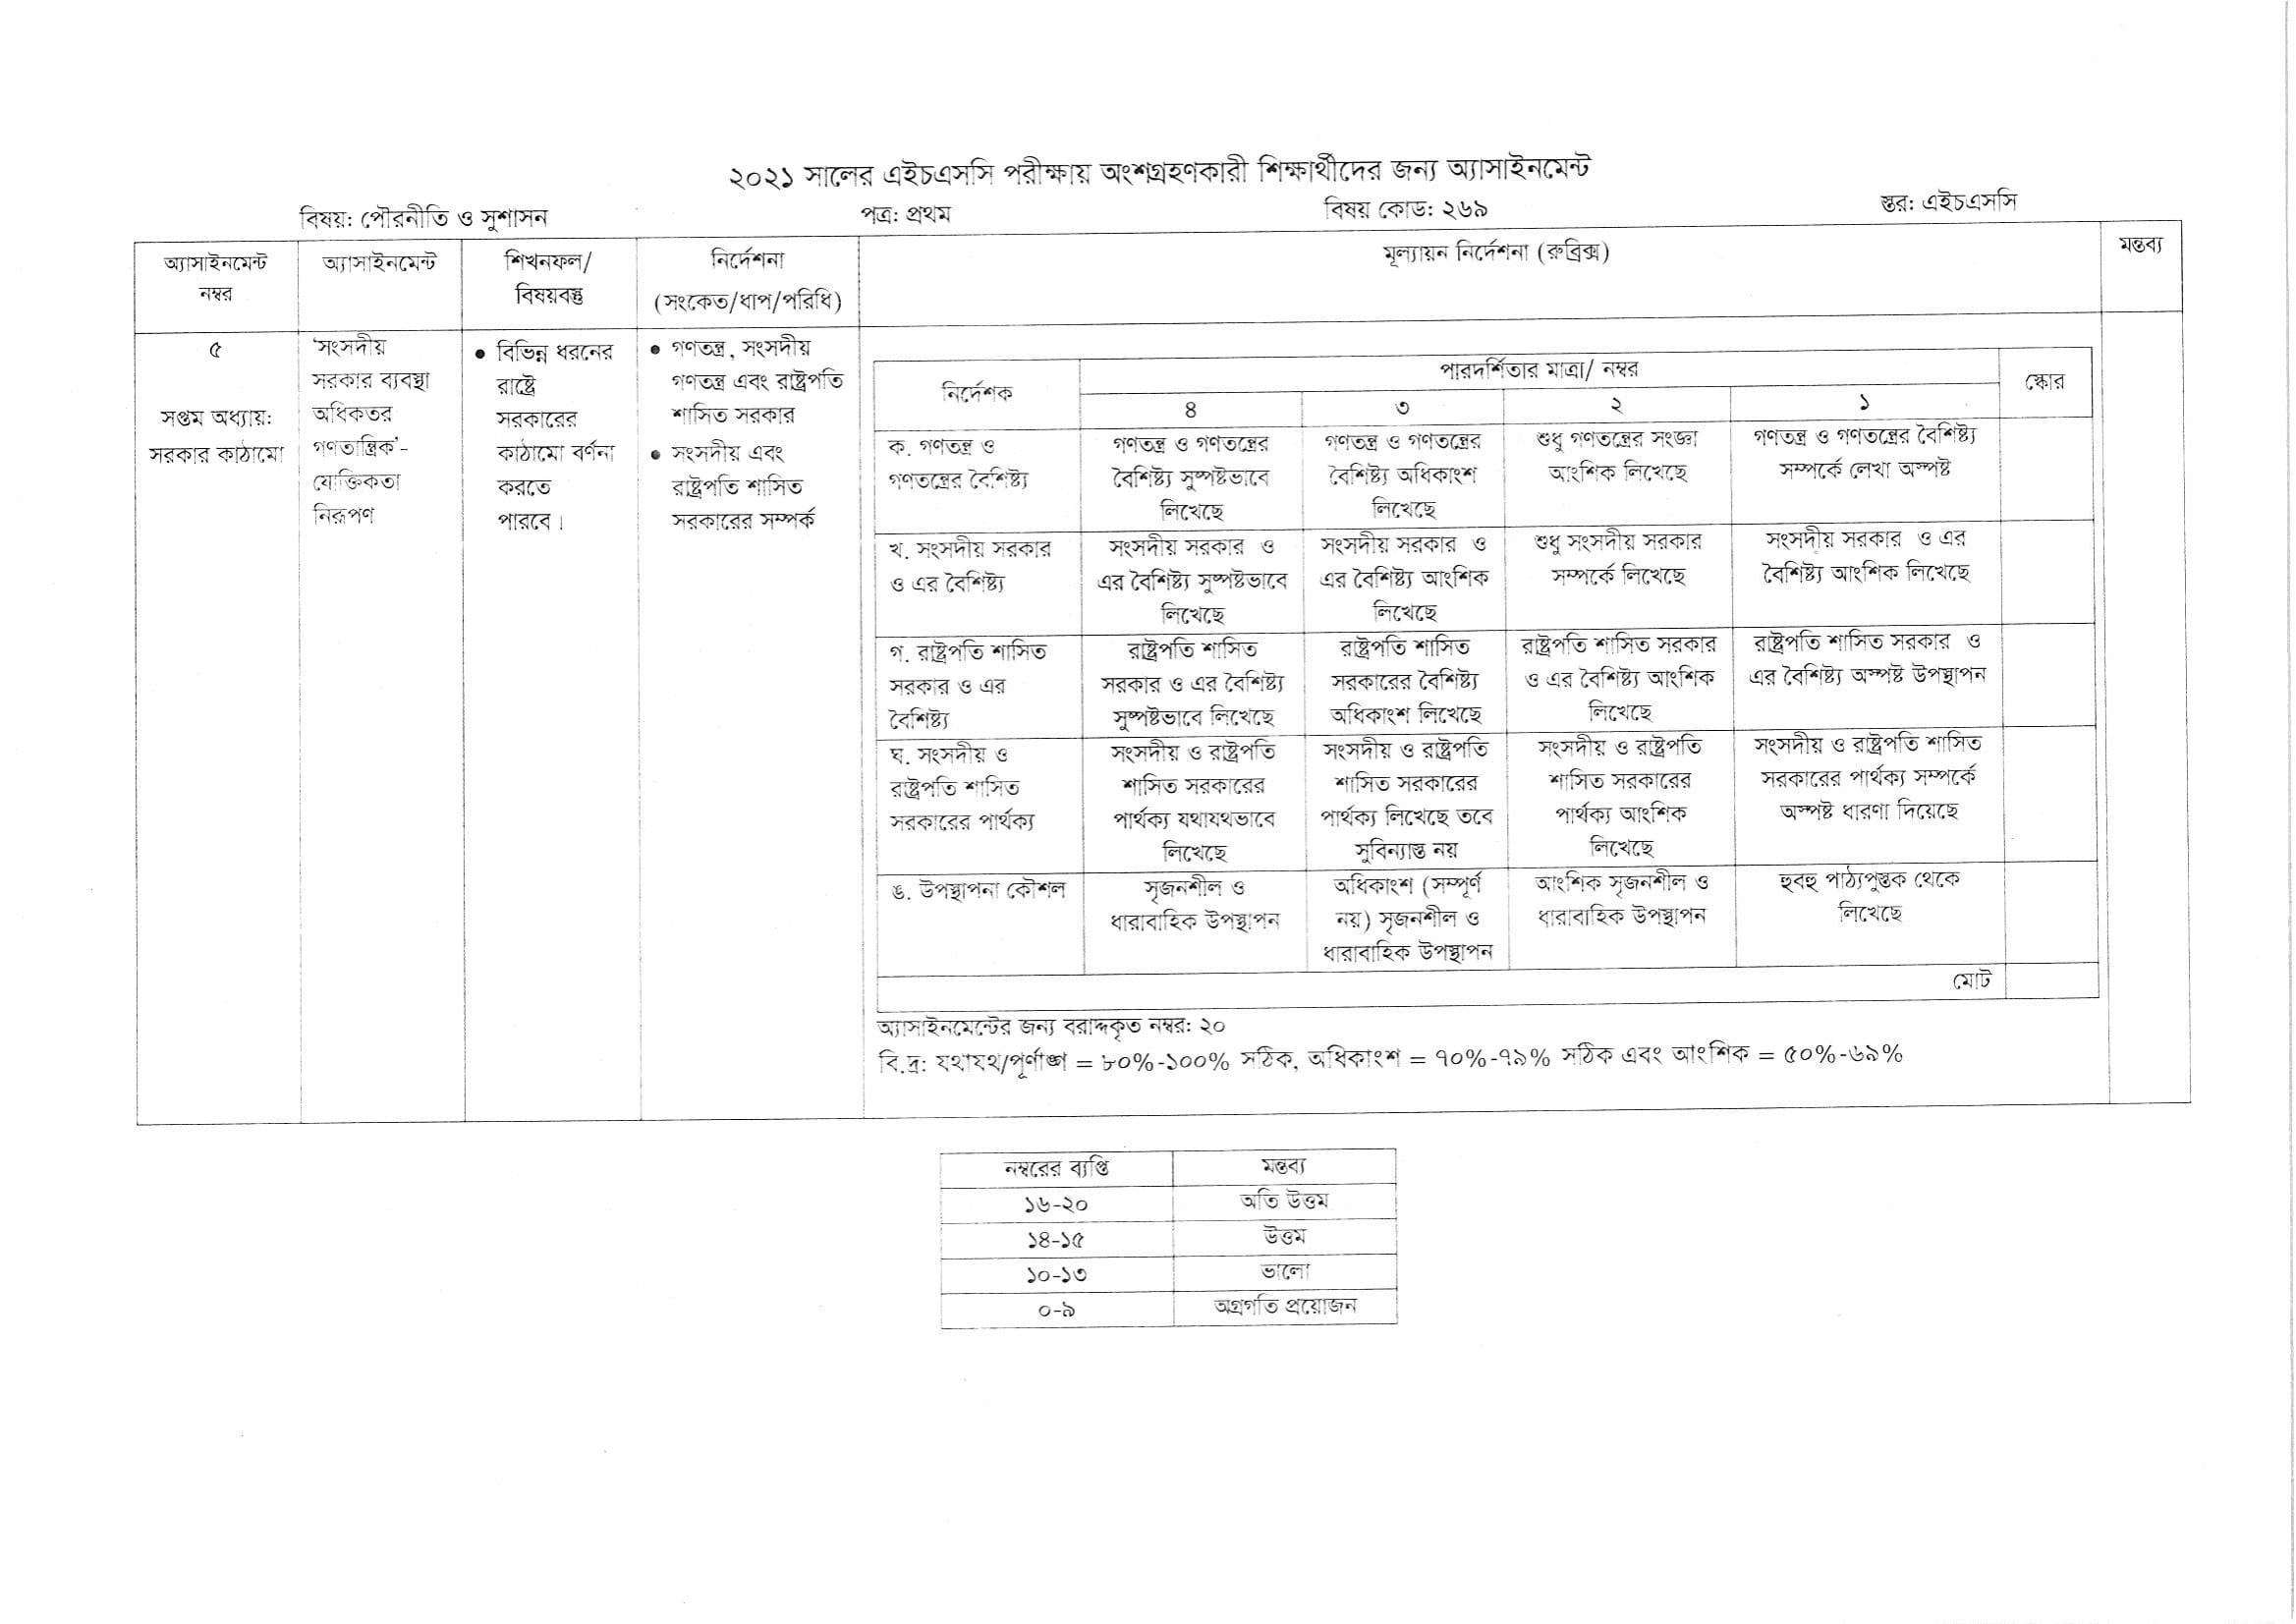 ২০২১ সালের এইচএসসি পরীক্ষায় অংশগ্রহণকারী শিক্ষার্থীদের জন্য অ্যাসাইনমেন্ট
বিষয়: পৌরনীতি ও সুশাসন পত্র: প্রথম বিষয় কোড: ২৬৯ স্তর: এইচএসসি
অ্যাসাইনমেন্ট
নম্বর
অ্যাসাইনমেন্ট
শিখনফল/
বিষয়বস্তু
নির্দেশনা
(সংকেত/ধাপ/পরিধি)
মূল্যায়ন নির্দেশনা (রুব্রিক্স)
মন্তব্য
৫
সপ্তম অধ্যায়:
সরকার কাঠামো
'সংসদীয়
সরকার ব্যবস্থা
অধিকতর
গণতান্ত্রিক'-
যৌক্তিকতা
নিরূপণ
● বিভিন্ন ধরনের
রাষ্ট্রে
সরকারের
কাঠামো বর্ণনা
করতে
পারবে।
● গণতন্ত্র, সংসদীয়
গণতন্ত্র এবং রাষ্ট্রপতি
শাসিত সরকার
● সংসদীয় এবং
রাষ্ট্রপতি শাসিত
সরকারের সম্পর্ক
নির্দেশক
পারদর্শিতার মাত্রা/ নম্বর
স্কোর
৪ ৩ ২ ১
ক. গণতন্ত্র ও
গণতন্ত্রের বৈশিষ্ট্য
গণতন্ত্র ও গণতন্ত্রের
বৈশিষ্ট্য সুস্পষ্টভাবে
লিখেছে
গণতন্ত্র ও গণতন্ত্রের
বৈশিষ্ট্য অধিকাংশ
লিখেছে
শুধু গণতন্ত্রের সংজ্ঞা
আংশিক লিখেছে
গণতন্ত্র ও গণতন্ত্রের বৈশিষ্ট্য
সম্পর্কে লেখা অস্পষ্ট
খ. সংসদীয় সরকার
ও এর বৈশিষ্ট্য
সংসদীয় সরকার ও
এর বৈশিষ্ট্য সুষ্পষ্টভাবে
লিখেছে
সংসদীয় সরকার ও
এর বৈশিষ্ট্য আংশিক
লিখেছে
শুধু সংসদীয় সরকার
সম্পর্কে লিখেছে
সংসদীয় সরকার ও এর
বৈশিষ্ট্য আংশিক লিখেছে
গ. রাষ্ট্রপতি শাসিত
সরকার ও এর
বৈশিষ্ট্য
রাষ্ট্রপতি শাসিত
সরকার ও এর বৈশিষ্ট্য
সুষ্পষ্টভাবে লিখেছে
রাষ্ট্রপতি শাসিত
সরকারের বৈশিষ্ট্য
অধিকাংশ লিখেছে
রাষ্ট্রপতি শাসিত সরকার
ও এর বৈশিষ্ট্য আংশিক
লিখেছে
রাষ্ট্রপতি শাসিত সরকার ও
এর বৈশিষ্ট্য অস্পষ্ট উপস্থাপন
ঘ. সংসদীয় ও
রাষ্ট্রপতি শাসিত
সরকারের পার্থক্য
সংসদীয় ও রাষ্ট্রপতি
শাসিত সরকারের
পার্থক্য যথাযথভাবে
লিখেছে
সংসদীয় ও রাষ্ট্রপতি
শাসিত সরকারের
পার্থক্য লিখেছে তবে
সুবিন্যাস্ত নয়
সংসদীয় ও রাষ্ট্রপতি
শাসিত সরকারের
পার্থক্য আংশিক
লিখেছে
সংসদীয় ও রাষ্ট্রপতি শাসিত
সরকারের পার্থক্য সম্পর্কে
অস্পষ্ট ধারণা দিয়েছে
ঙ. উপস্থাপনা কৌশল
সৃজনশীল ও
ধারাবাহিক উপস্থাপন
অধিকাংশ (সম্পূর্ণ
নয়) সৃজনশীল ও
ধারাবাহিক উপস্থাপন
আংশিক সৃজনশীল ও
ধারাবাহিক উপস্থাপন
হুবহু পাঠ্যপুস্তক থেকে
লিখেছে
মোট
অ্যাসাইনমেন্টের জন্য বরাদ্দকৃত নম্বর: ২০
বি.দ্র: যথাযথ/পূর্ণাঙ্গ = ৮০%-১০০% সঠিক, অধিকাংশ = ৭০%-৭৯% সঠিক এবং আংশিক = ৫০%-৬৯%
নম্বরের ব্যপ্তি মন্তব্য
১৬-২০ অতি উত্তম
১৪-১৫ উত্তম
১০-১৩ ভালো
০-৯ অগ্রগতি প্রয়োজন